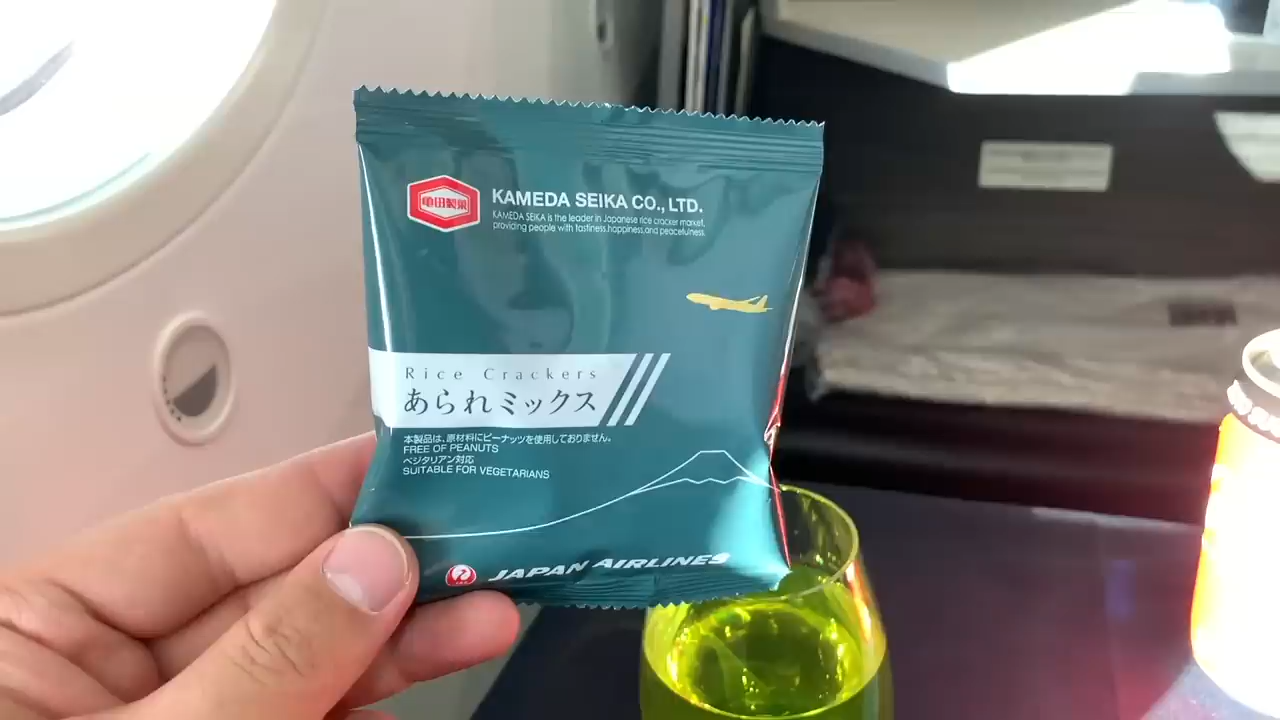 亀田製菓
KAMEDA SEIKA CO., LTD.
KAMEDA SEIKA is the leader in Japanese rice cracker market,
providing people with tastiness,happiness,and peacefulness.
Rice Crackers
あられミックス
本製品は、原材料にピーナッツを使用しておりません。
FREE OF PEANUTS
ベジタリアン対応
SUITABLE FOR VEGETARIANS
JAPAN AIRLINES